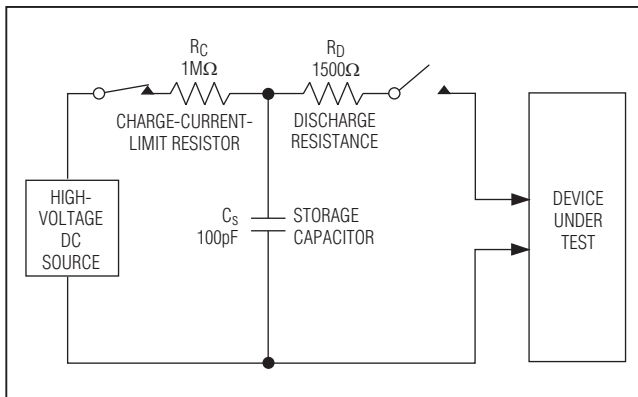 R_C
1MΩ
CHARGE-CURRENT-
LIMIT RESISTOR
R_D
1500Ω
DISCHARGE
RESISTANCE
HIGH-
VOLTAGE
DC
SOURCE
C_s
100pF
STORAGE
CAPACITOR
DEVICE
UNDER
TEST